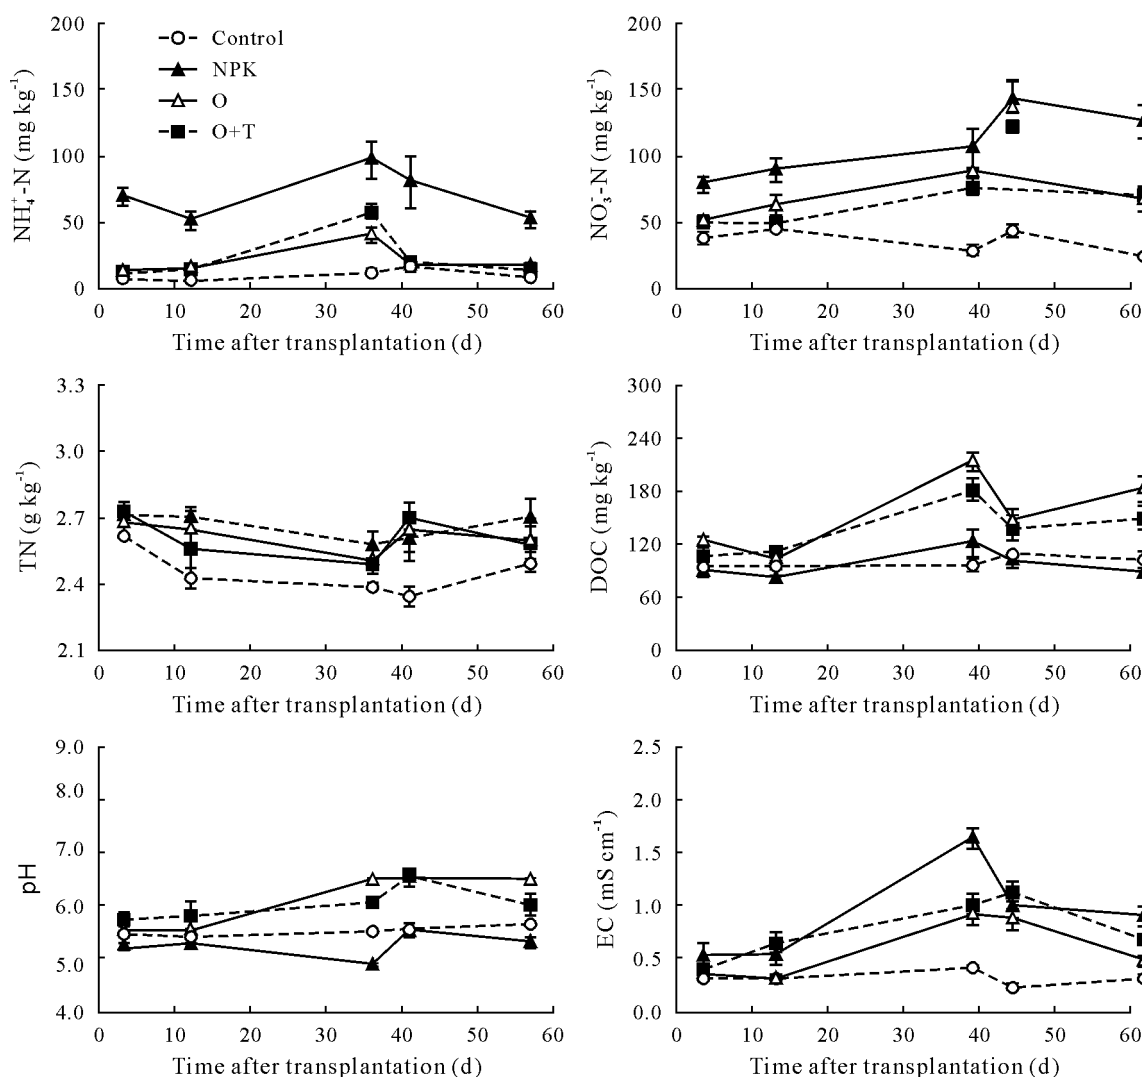 200
150
100
50
0
NH₄⁺-N (mg kg⁻¹)
Control
NPK
O
O+T
0 10 20 30 40 50 60
Time after transplantation (d)
200
150
100
50
0
NO₃⁻-N (mg kg⁻¹)
0 10 20 30 40 50 60
Time after transplantation (d)
3.3
3.0
2.7
2.4
2.1
TN (g kg⁻¹)
0 10 20 30 40 50 60
Time after transplantation (d)
300
240
180
120
60
0
DOC (mg kg⁻¹)
0 10 20 30 40 50 60
Time after transplantation (d)
9.0
8.0
7.0
6.0
5.0
4.0
pH
0 10 20 30 40 50 60
Time after transplantation (d)
2.5
2.0
1.5
1.0
0.5
0.0
EC (mS cm⁻¹)
0 10 20 30 40 50 60
Time after transplantation (d)